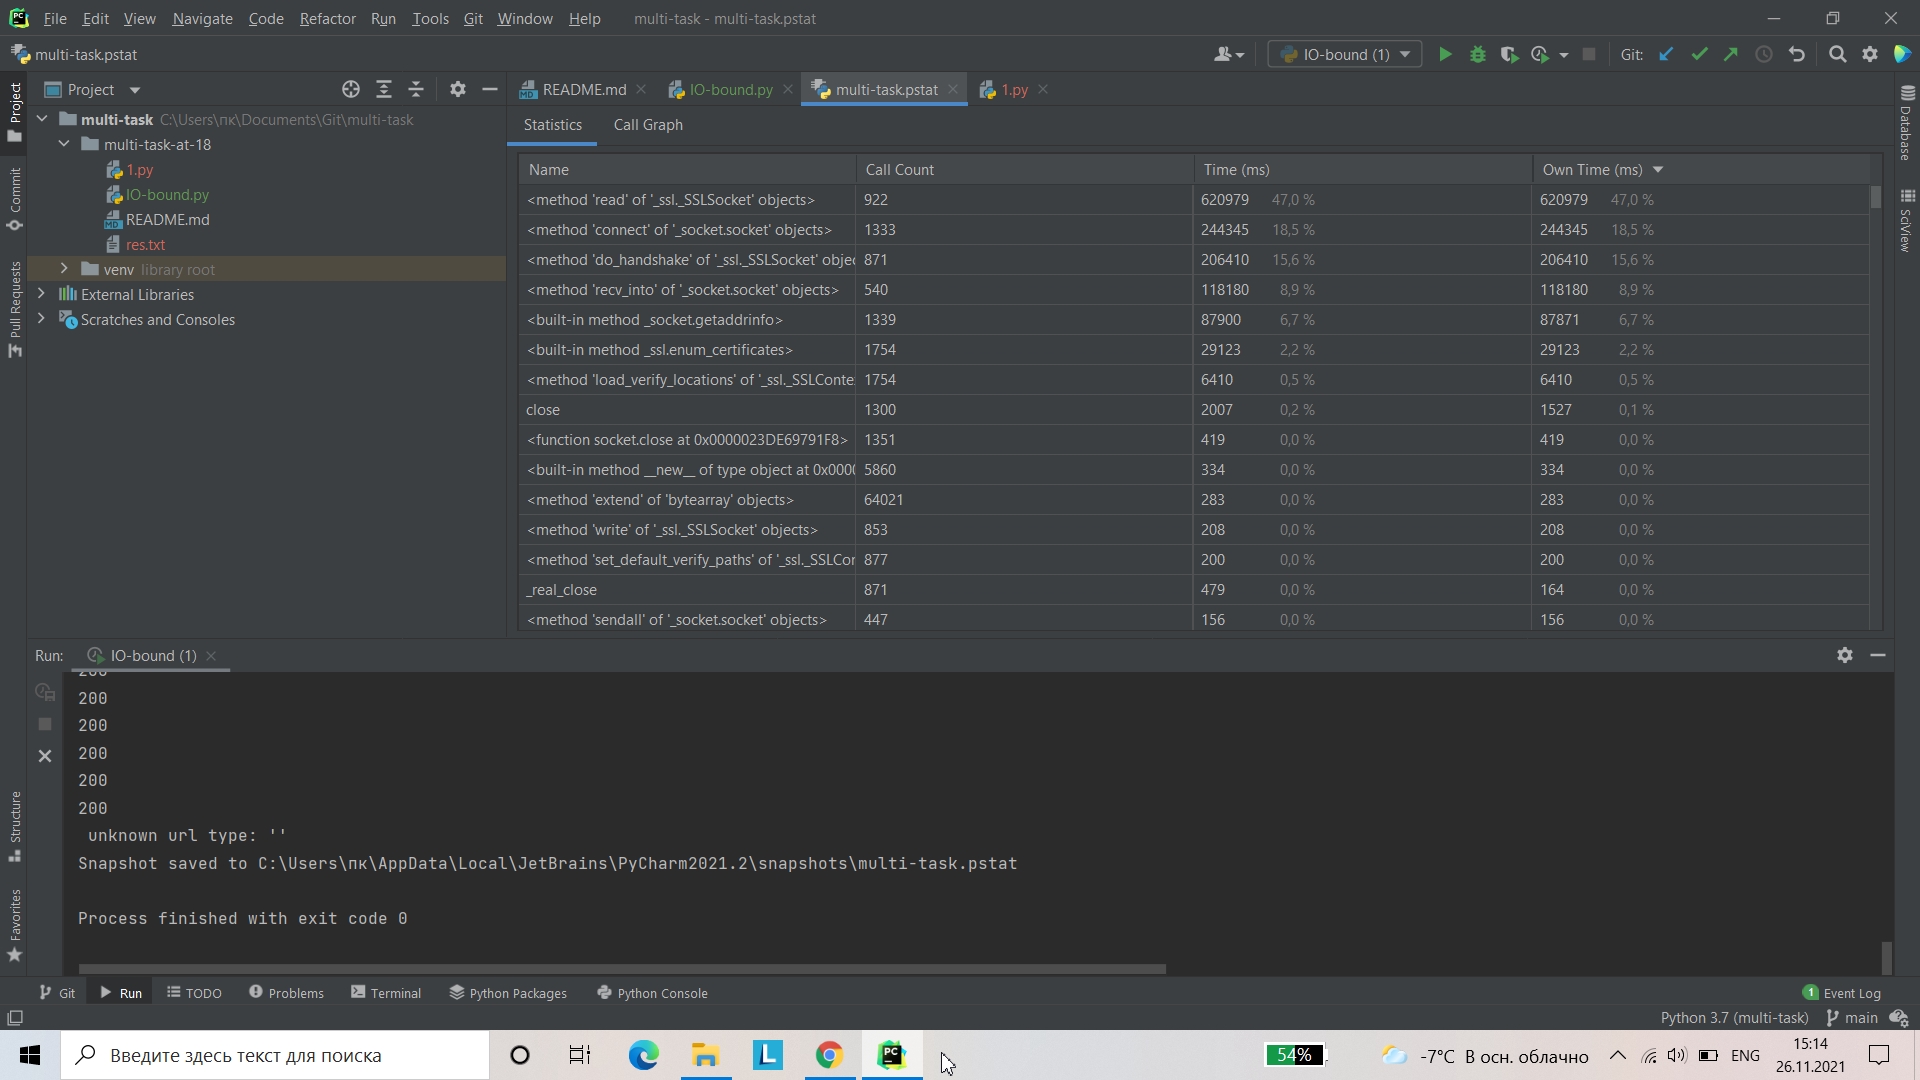 File Edit View Navigate Code Refactor Run Tools Git Window Help multi-task - multi-task.pstat
multi-task.pstat IO-bound (1) Git:
Project README.md IO-bound.py multi-task.pstat 1.py
Statistics Call Graph
multi-task C:\Users\пк\Documents\Git\multi-task
multi-task-at-18
1.py
IO-bound.py
README.md
res.txt
venv library root
External Libraries
Scratches and Consoles
Name Call Count Time (ms) Own Time (ms)
<method 'read' of '_ssl._SSLSocket' objects> 922 620979 47,0 % 620979 47,0 %
<method 'connect' of '_socket.socket' objects> 1333 244345 18,5 % 244345 18,5 %
<method 'do_handshake' of '_ssl._SSLSocket' objec 871 206410 15,6 % 206410 15,6 %
<method 'recv_into' of '_socket.socket' objects> 540 118180 8,9 % 118180 8,9 %
<built-in method _socket.getaddrinfo> 1339 87900 6,7 % 87871 6,7 %
<built-in method _ssl.enum_certificates> 1754 29123 2,2 % 29123 2,2 %
<method 'load_verify_locations' of '_ssl._SSLConte 1754 6410 0,5 % 6410 0,5 %
close 1300 2007 0,2 % 1527 0,1 %
<function socket.close at 0x0000023DE69791F8> 1351 419 0,0 % 419 0,0 %
<built-in method __new__ of type object at 0x000 5860 334 0,0 % 334 0,0 %
<method 'extend' of 'bytearray' objects> 64021 283 0,0 % 283 0,0 %
<method 'write' of '_ssl._SSLSocket' objects> 853 208 0,0 % 208 0,0 %
<method 'set_default_verify_paths' of '_ssl._SSLCor 877 200 0,0 % 200 0,0 %
_real_close 871 479 0,0 % 164 0,0 %
<method 'sendall' of '_socket.socket' objects> 447 156 0,0 % 156 0,0 %
Project
Commit
Pull Requests
Structure
Favorites
Database
SciView
Run: IO-bound (1)
200
200
200
200
200
200
unknown url type: ''
Snapshot saved to C:\Users\пк\AppData\Local\JetBrains\PyCharm2021.2\snapshots\multi-task.pstat
Process finished with exit code 0
Git Run TODO Problems Terminal Python Packages Python Console 1 Event Log
Python 3.7 (multi-task) main
Введите здесь текст для поиска L PC 54% -7°C В осн. облачно ENG 15:14
26.11.2021